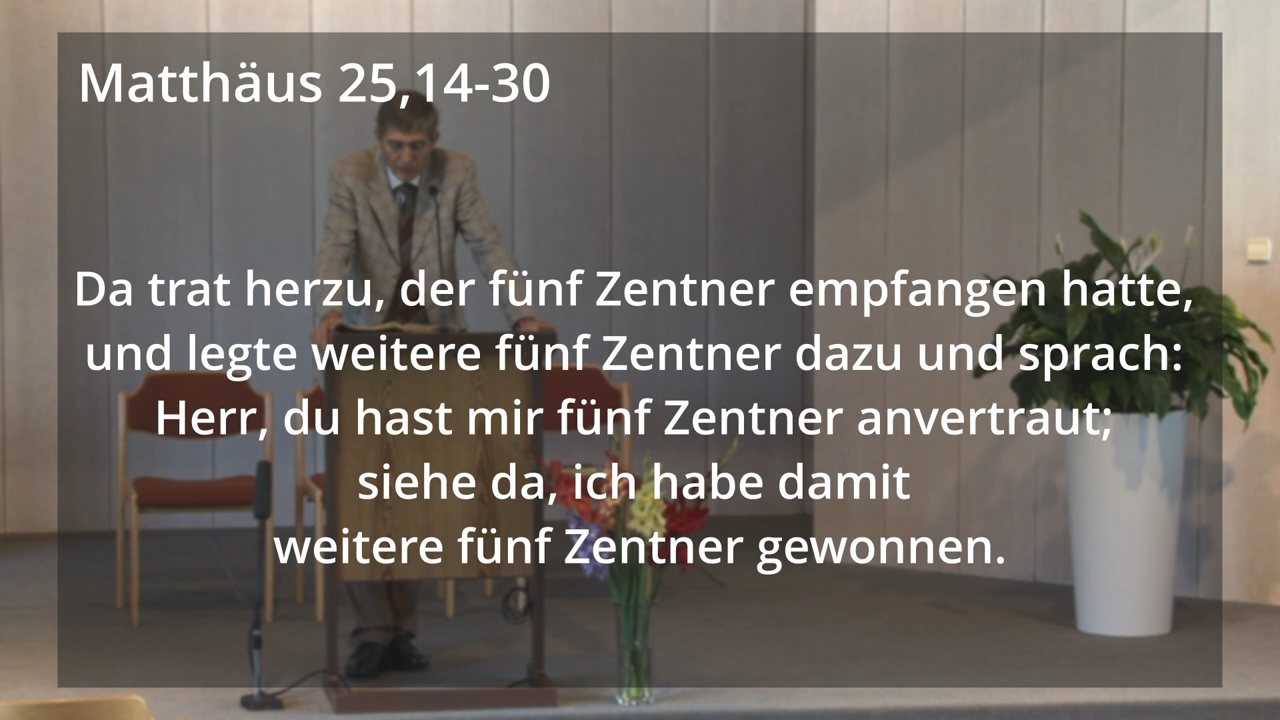 Matthäus 25,14-30
Da trat herzu, der fünf Zentner empfangen hatte,
und legte weitere fünf Zentner dazu und sprach:
Herr, du hast mir fünf Zentner anvertraut;
siehe da, ich habe damit
weitere fünf Zentner gewonnen.